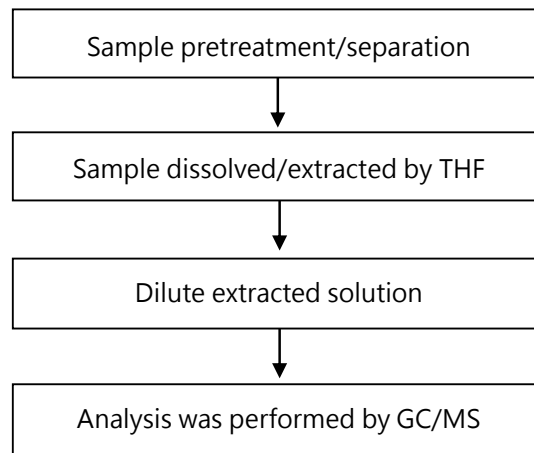 Sample pretreatment/separation
Sample dissolved/extracted by THF
Dilute extracted solution
Analysis was performed by GC/MS